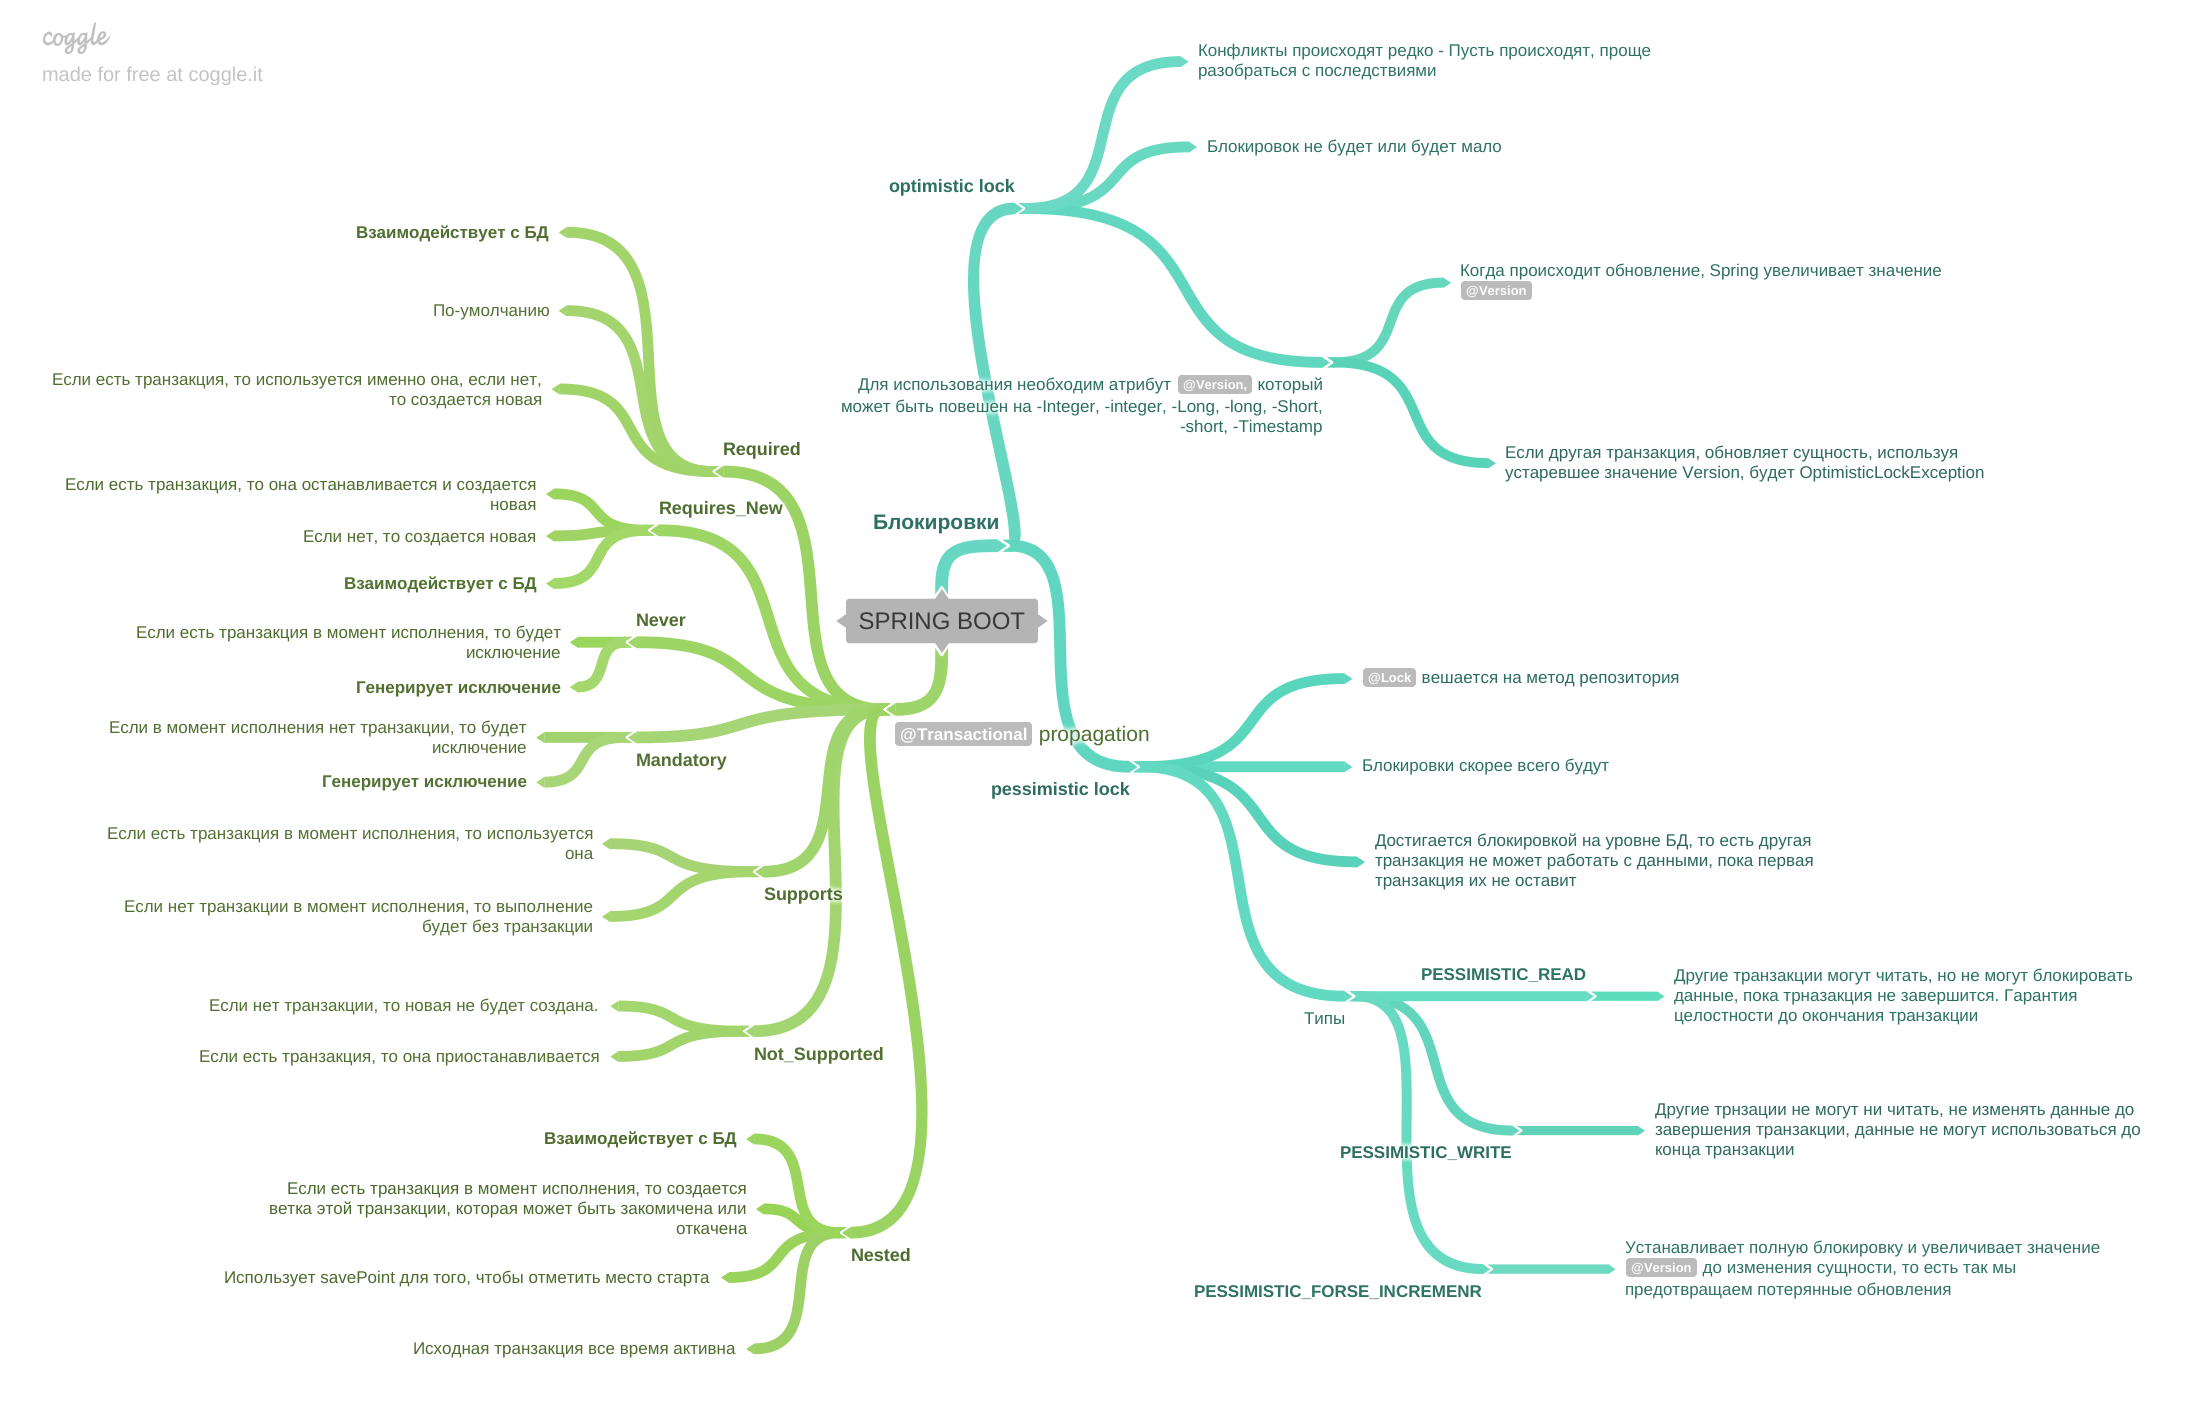 coggle
made for free at coggle.it
SPRING BOOT
Блокировки
optimistic lock
Конфликты происходят редко - Пусть происходят, проще
разобраться с последствиями
Блокировок не будет или будет мало
Для использования необходим атрибут @Version, который
может быть повешен на -Integer, -integer, -Long, -long, -Short,
-short, -Timestamp
Когда происходит обновление, Spring увеличивает значение
@Version
Если другая транзакция, обновляет сущность, используя
устаревшее значение Version, будет OptimisticLockException
pessimistic lock
@Lock вешается на метод репозитория
Блокировки скорее всего будут
Достигается блокировкой на уровне БД, то есть другая
транзакция не может работать с данными, пока первая
транзакция их не оставит
Типы
PESSIMISTIC_READ
Другие транзакции могут читать, но не могут блокировать
данные, пока трназакция не завершится. Гарантия
целостности до окончания транзакции
PESSIMISTIC_WRITE
Другие трнзации не могут ни читать, не изменять данные до
завершения транзакции, данные не могут использоваться до
конца транзакции
PESSIMISTIC_FORSE_INCREMENR
Устанавливает полную блокировку и увеличивает значение
@Version до изменения сущности, то есть так мы
предотвращаем потерянные обновления
@Transactional propagation
Required
Взаимодействует с БД
По-умолчанию
Если есть транзакция, то используется именно она, если нет,
то создается новая
Requires_New
Если есть транзакция, то она останавливается и создается
новая
Если нет, то создается новая
Взаимодействует с БД
Never
Если есть транзакция в момент исполнения, то будет
исключение
Генерирует исключение
Mandatory
Если в момент исполнения нет транзакции, то будет
исключение
Генерирует исключение
Supports
Если есть транзакция в момент исполнения, то используется
она
Если нет транзакции в момент исполнения, то выполнение
будет без транзакции
Not_Supported
Если нет транзакции, то новая не будет создана.
Если есть транзакция, то она приостанавливается
Nested
Взаимодействует с БД
Если есть транзакция в момент исполнения, то создается
ветка этой транзакции, которая может быть закомичена или
откачена
Использует savePoint для того, чтобы отметить место старта
Исходная транзакция все время активна